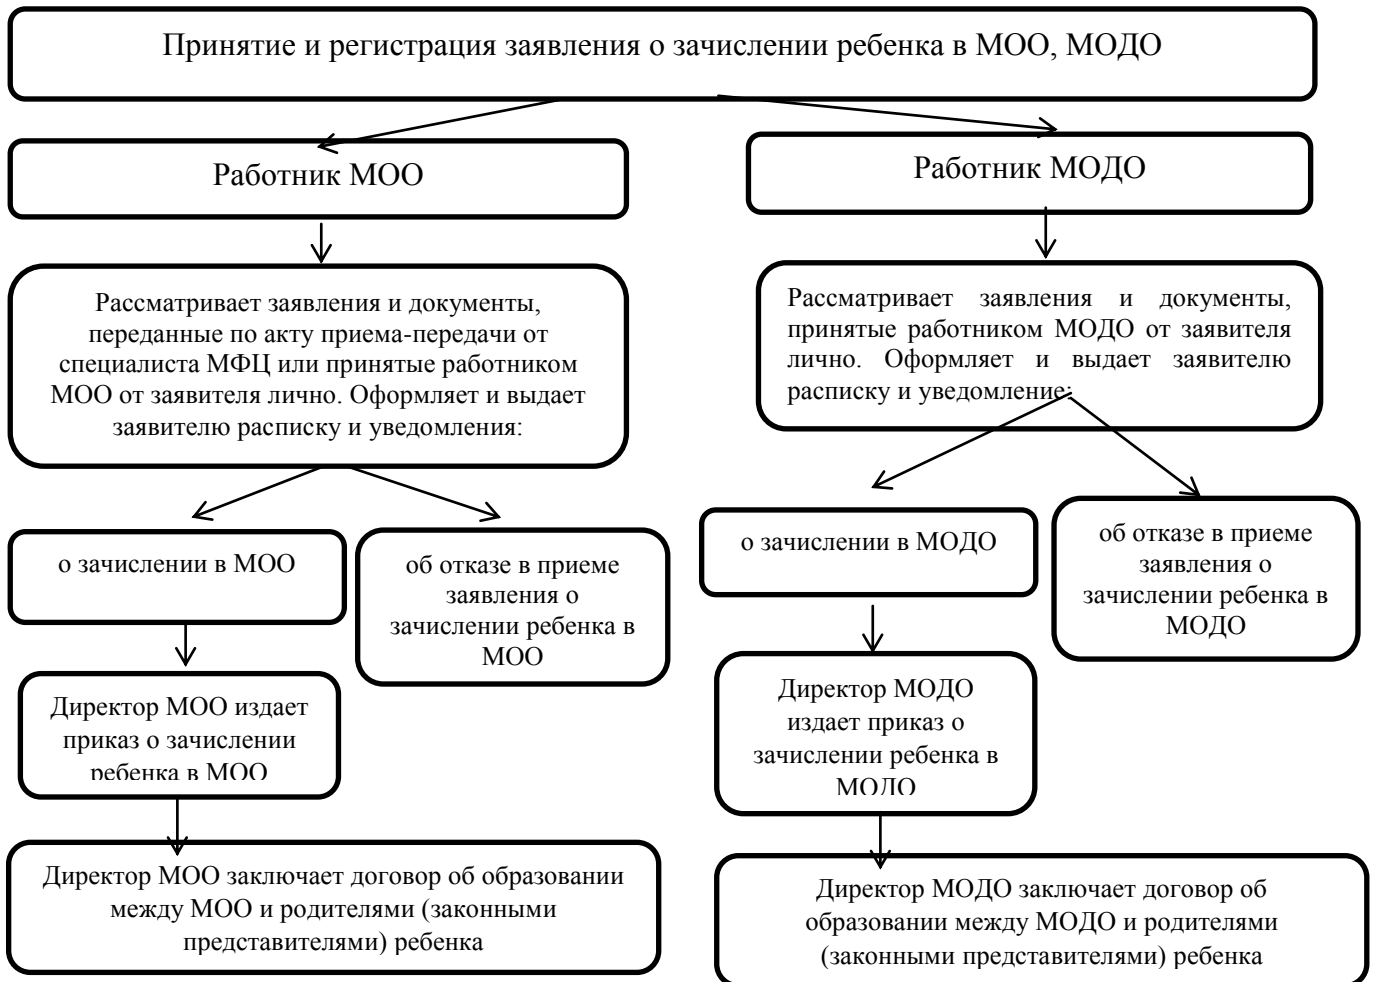 Принятие и регистрация заявления о зачислении ребенка в МОО, МОДО
Работник МОО
Работник МОДО
Рассматривает заявления и документы,
переданные по акту приема-передачи от
специалиста МФЦ или принятые работником
МОО от заявителя лично. Оформляет и выдает
заявителю расписку и уведомления:
Рассматривает заявления и документы,
принятые работником МОДО от заявителя
лично. Оформляет и выдает заявителю
расписку и уведомление:
о зачислении в МОО
об отказе в приеме
заявления о
зачислении ребенка в
МОО
о зачислении в МОДО
об отказе в приеме
заявления о
зачислении ребенка в
МОДО
Директор МОО издает
приказ о зачислении
ребенка в МОО
Директор МОДО
издает приказ о
зачислении ребенка в
МОДО
Директор МОО заключает договор об образовании
между МОО и родителями (законными
представителями) ребенка
Директор МОДО заключает договор об
образовании между МОДО и родителями
(законными представителями) ребенка